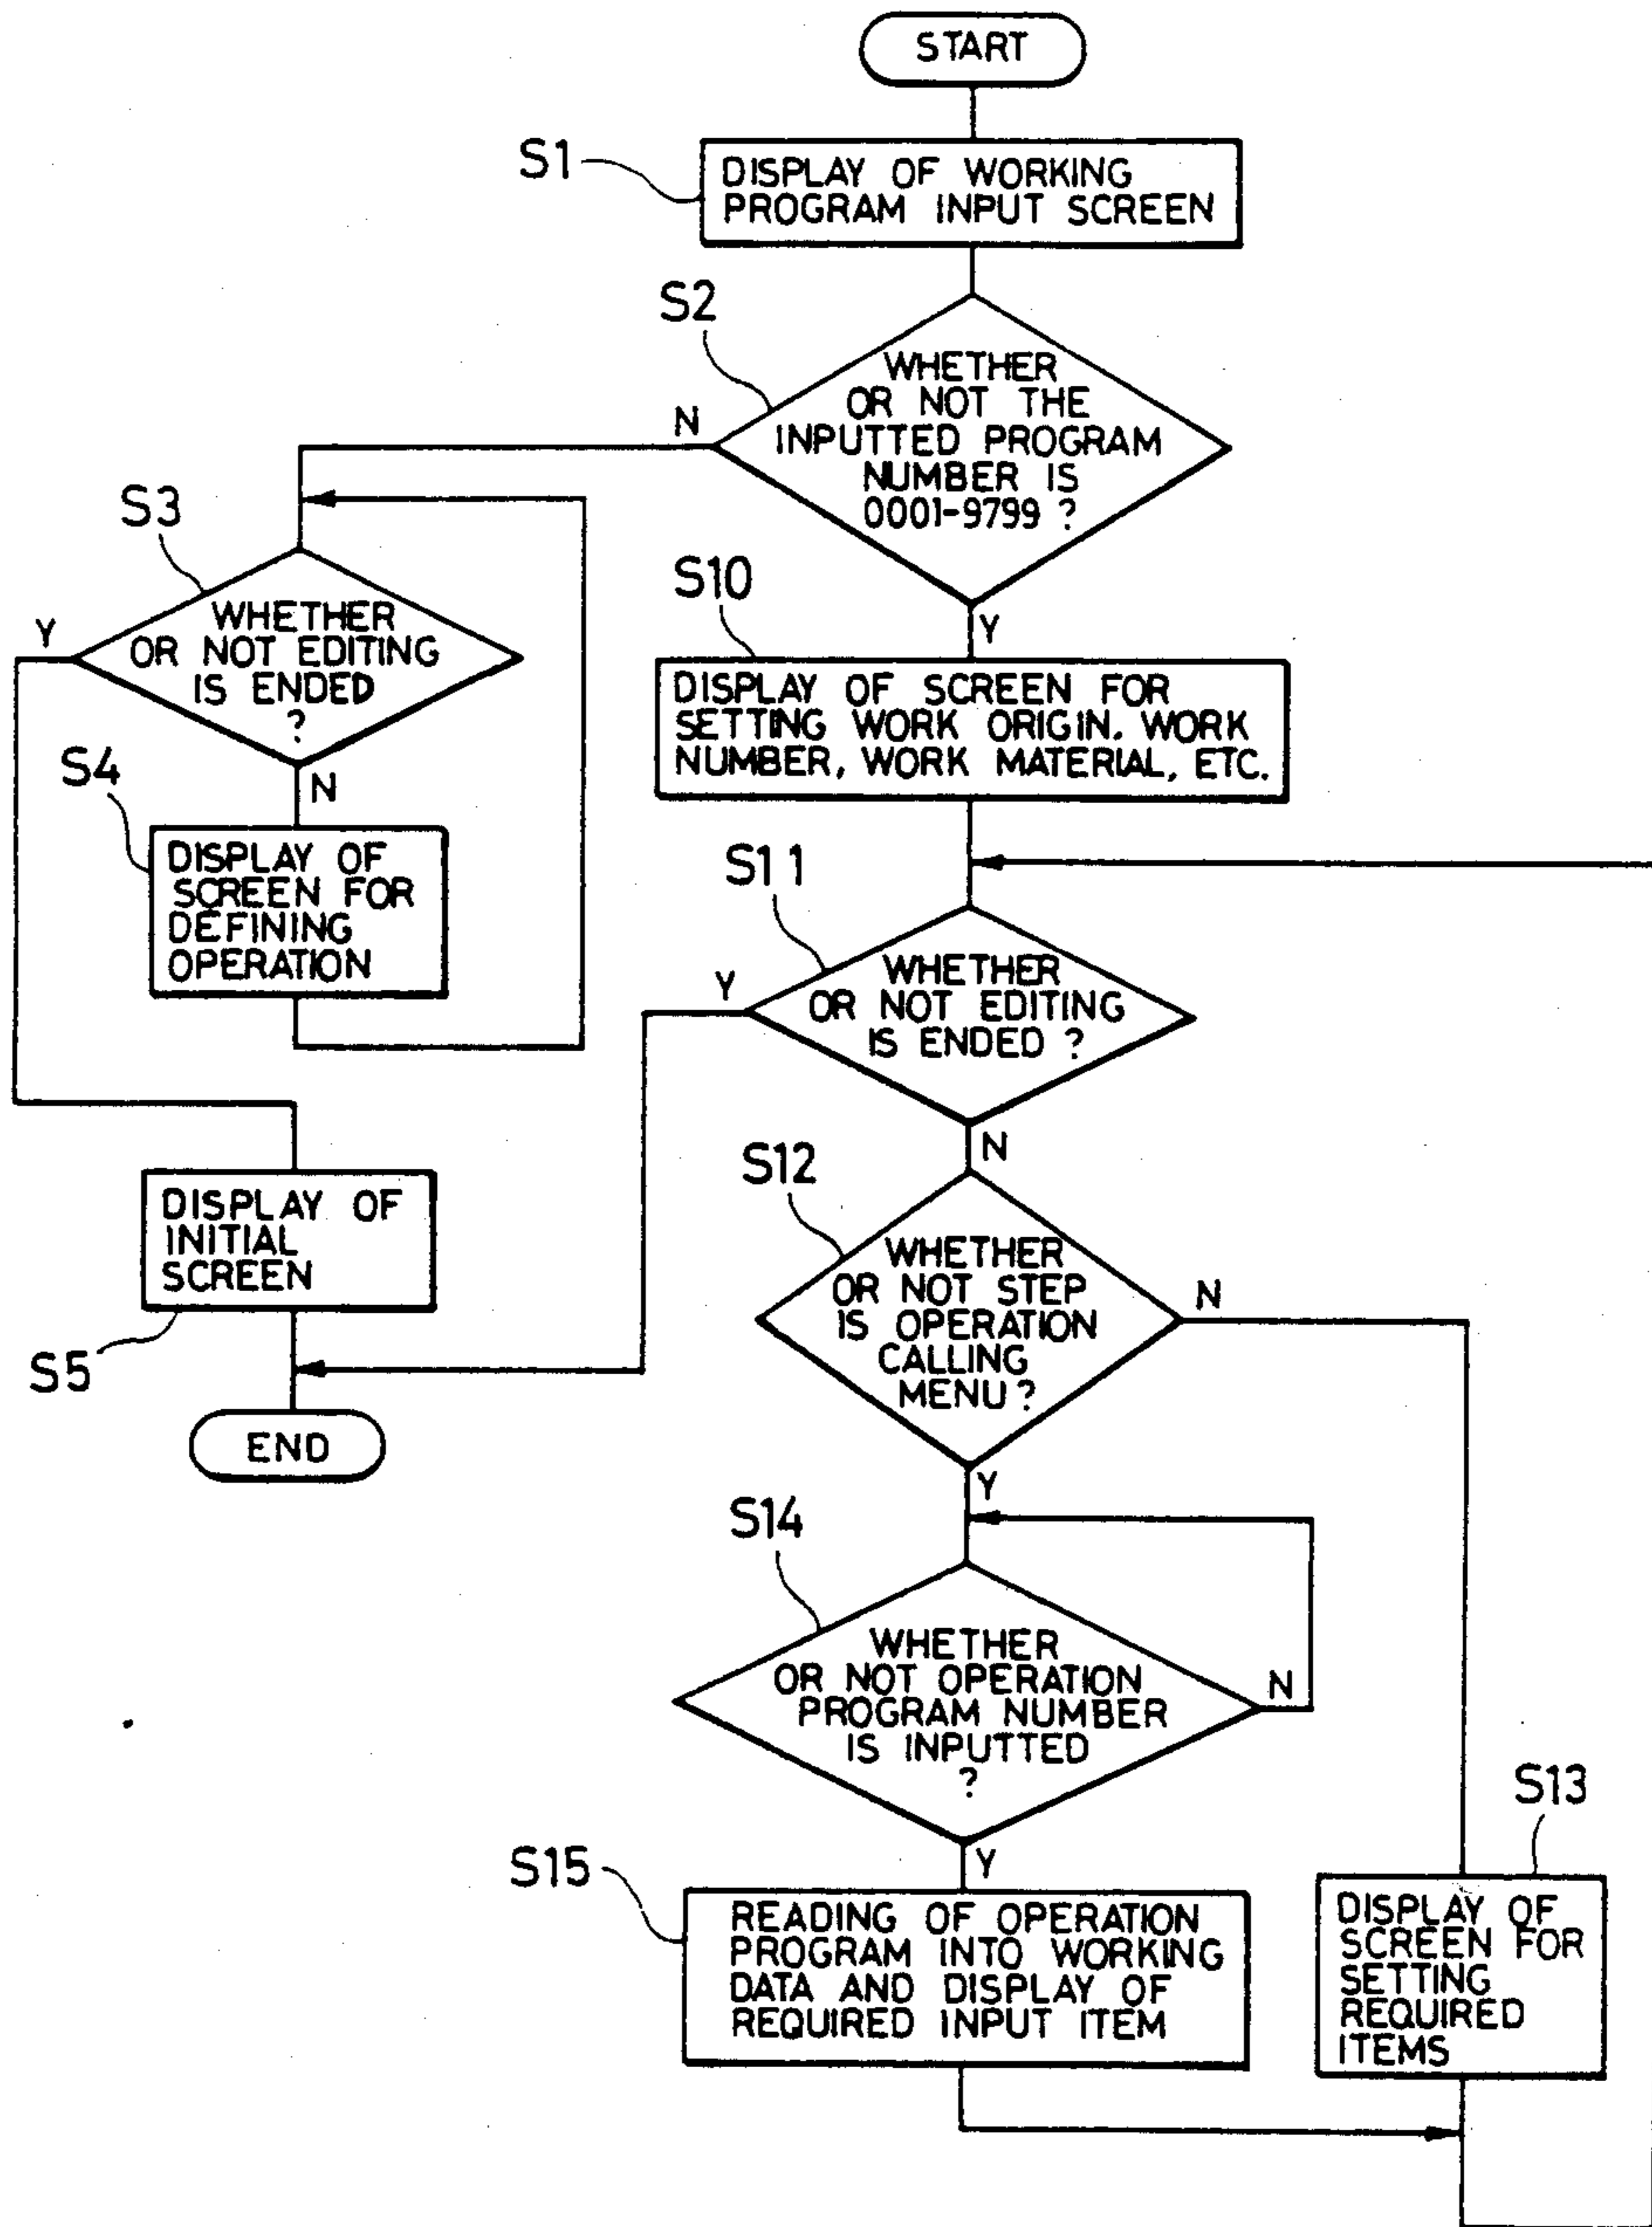 START
S1
DISPLAY OF WORKING
PROGRAM INPUT SCREEN
S2
WHETHER
OR NOT THE
INPUTTED PROGRAM
NUMBER IS
0001-9799 ?
N
Y
S3
WHETHER
OR NOT EDITING
IS ENDED
?
Y
N
S4
DISPLAY OF
SCREEN FOR
DEFINING
OPERATION
S5
DISPLAY OF
INITIAL
SCREEN
END
S10
DISPLAY OF SCREEN FOR
SETTING WORK ORIGIN. WORK
NUMBER, WORK MATERIAL, ETC.
S11
WHETHER
OR NOT EDITING
IS ENDED ?
Y
N
S12
WHETHER
OR NOT STEP
IS OPERATION
CALLING
MENU?
N
Y
S14
WHETHER
OR NOT OPERATION
PROGRAM NUMBER
IS INPUTTED
?
N
Y
S15
READING OF OPERATION
PROGRAM INTO WORKING
DATA AND DISPLAY OF
REQUIRED INPUT ITEM
S13
DISPLAY OF
SCREEN FOR
SETTING
REQUIRED
ITEMS